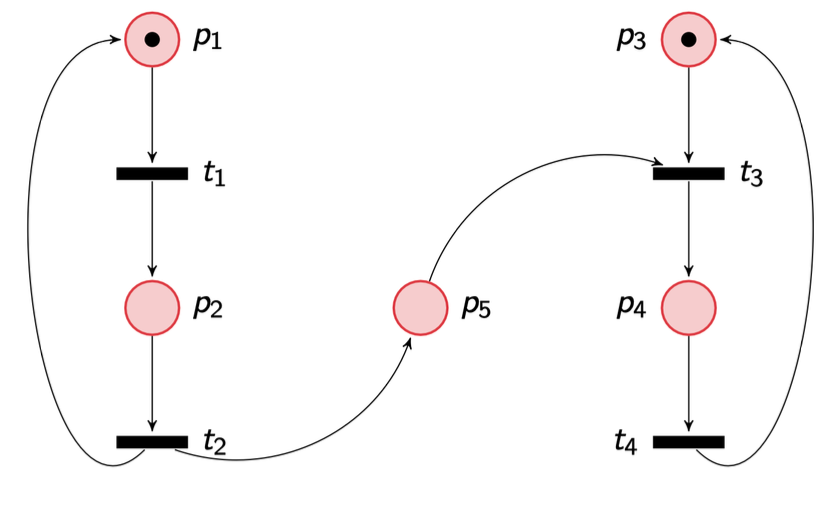 p₁
p₃
t₁
t₃
p₂
p₅
p₄
t₂
t₄